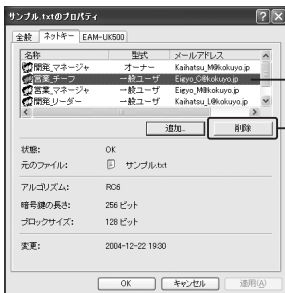 サンプル.txtのプロパティ
全般 ネットキー EAM-UK500
名称 型式 メールアドレス
開発_マネージャ オーナー Kaihatsu_M@kokuyo.jp
営業_チーフ 一般ユーザ Eigyo_C@kokuyo.jp
営業_マネージャ 一般ユーザ Eigyo_M@kokuyo.jp
開発_リーダー 一般ユーザ Kaihatsu_L@kokuyo.jp
追加... 削除
状態: OK
元のファイル: サンプル.txt
アルゴリズム: RC6
暗号鍵の長さ: 256 ビット
ブロックサイズ: 128 ビット
変更: 2004-12-22 19:30
OK キャンセル 適用(A)